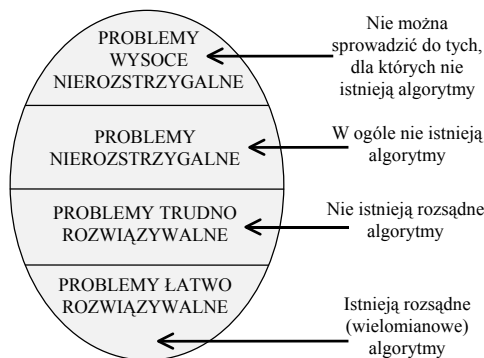 PROBLEMY
WYSOCE
NIEROZSTRZYGALNE
Nie można
sprowadzić do tych,
dla których nie
istnieją algorytmy
PROBLEMY
NIEROZSTRZYGALNE
W ogóle nie istnieją
algorytmy
PROBLEMY TRUDNO
ROZWIĄZYWALNE
Nie istnieją rozsądne
algorytmy
PROBLEMY ŁATWO
ROZWIĄZYWALNE
Istnieją rozsądne
(wielomianowe)
algorytmy